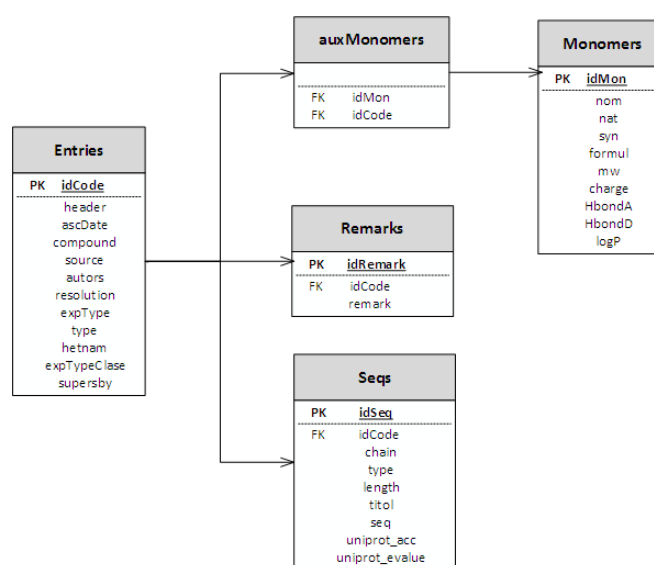 auxMonomers
FK idMon
FK idCode
Monomers
PK idMon
nom
nat
syn
formul
mw
charge
HbondA
HbondD
logP
Entries
PK idCode
header
ascDate
compound
source
autors
resolution
expType
type
hetnam
expTypeClase
supersby
Remarks
PK idRemark
FK idCode
remark
Seqs
PK idSeq
FK idCode
chain
type
length
titol
seq
uniprot_acc
uniprot_evalue